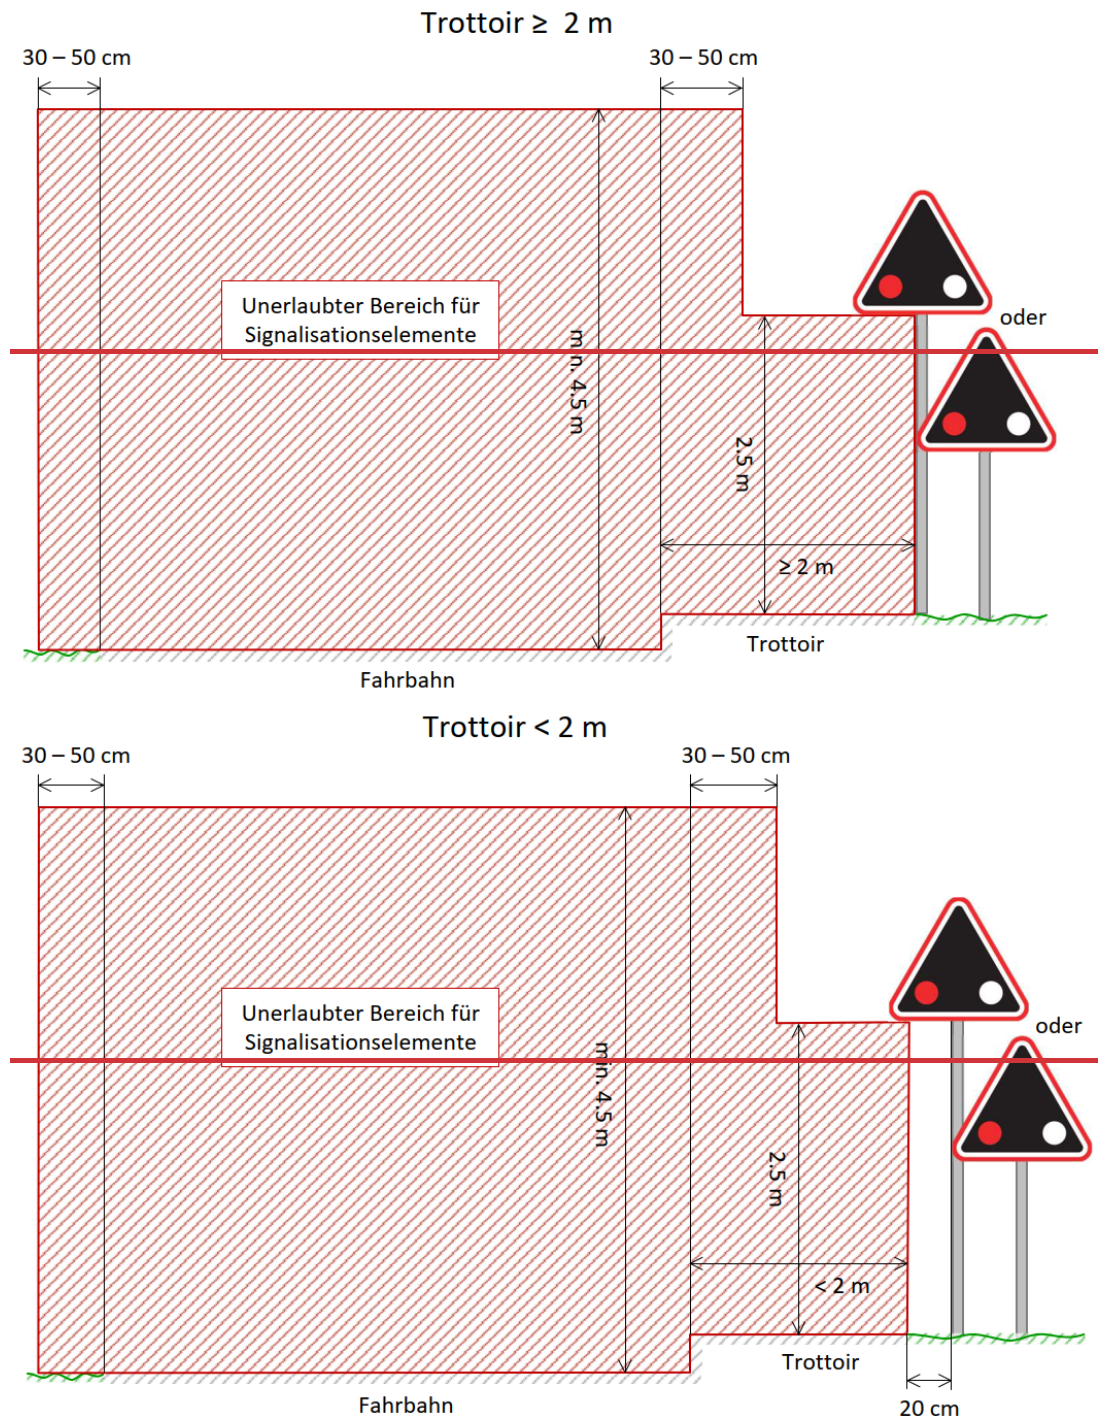 Trottoir ≥ 2 m
30 – 50 cm
30 – 50 cm
Unerlaubter Bereich für
Signalisationselemente
min. 4.5 m
oder
2.5 m
≥ 2 m
Trottoir
Fahrbahn
Trottoir < 2 m
30 – 50 cm
30 – 50 cm
Unerlaubter Bereich für
Signalisationselemente
min. 4.5 m
oder
2.5 m
< 2 m
Trottoir
Fahrbahn
20 cm